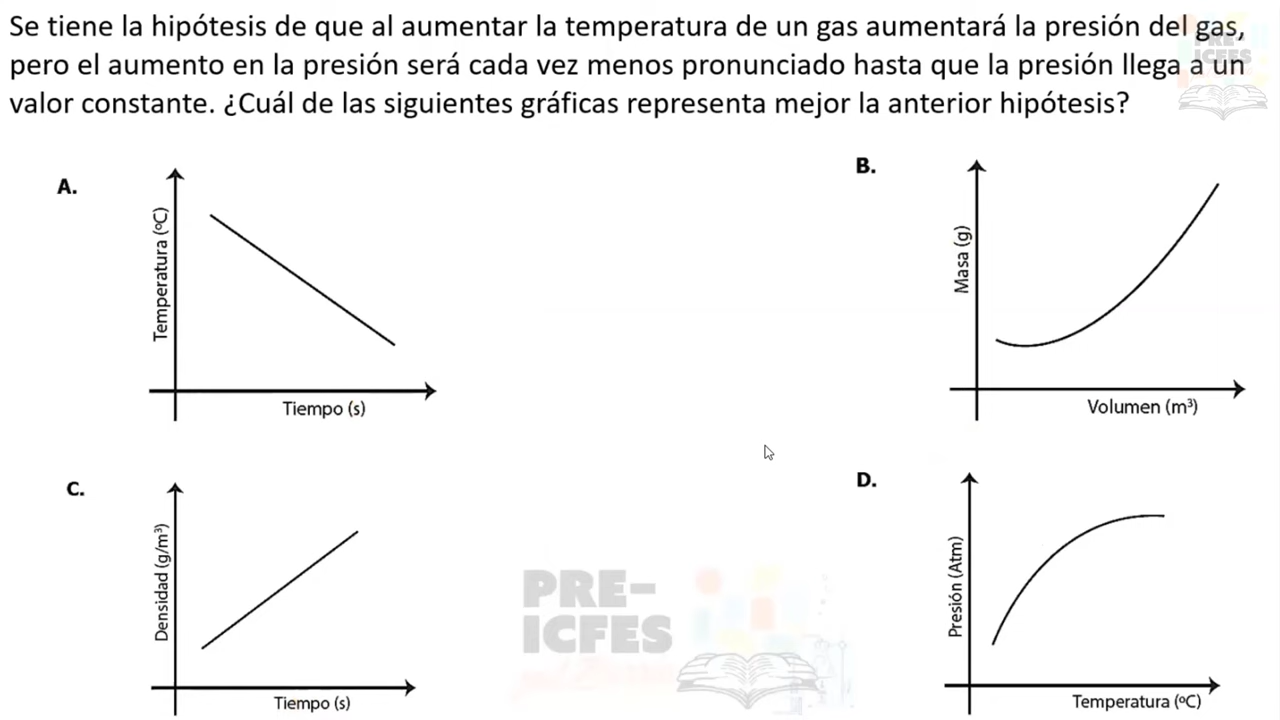 Se tiene la hipótesis de que al aumentar la temperatura de un gas aumentará la presión del gas,
pero el aumento en la presión será cada vez menos pronunciado hasta que la presión llega a un
valor constante. ¿Cuál de las siguientes gráficas representa mejor la anterior hipótesis?
PRE-
ICFES
A.
Temperatura (ºC)
Tiempo (s)
B.
Masa (g)
Volumen (m³)
C.
Densidad (g/m³)
Tiempo (s)
D.
Presión (Atm)
Temperatura (ºC)
PRE-
ICFES